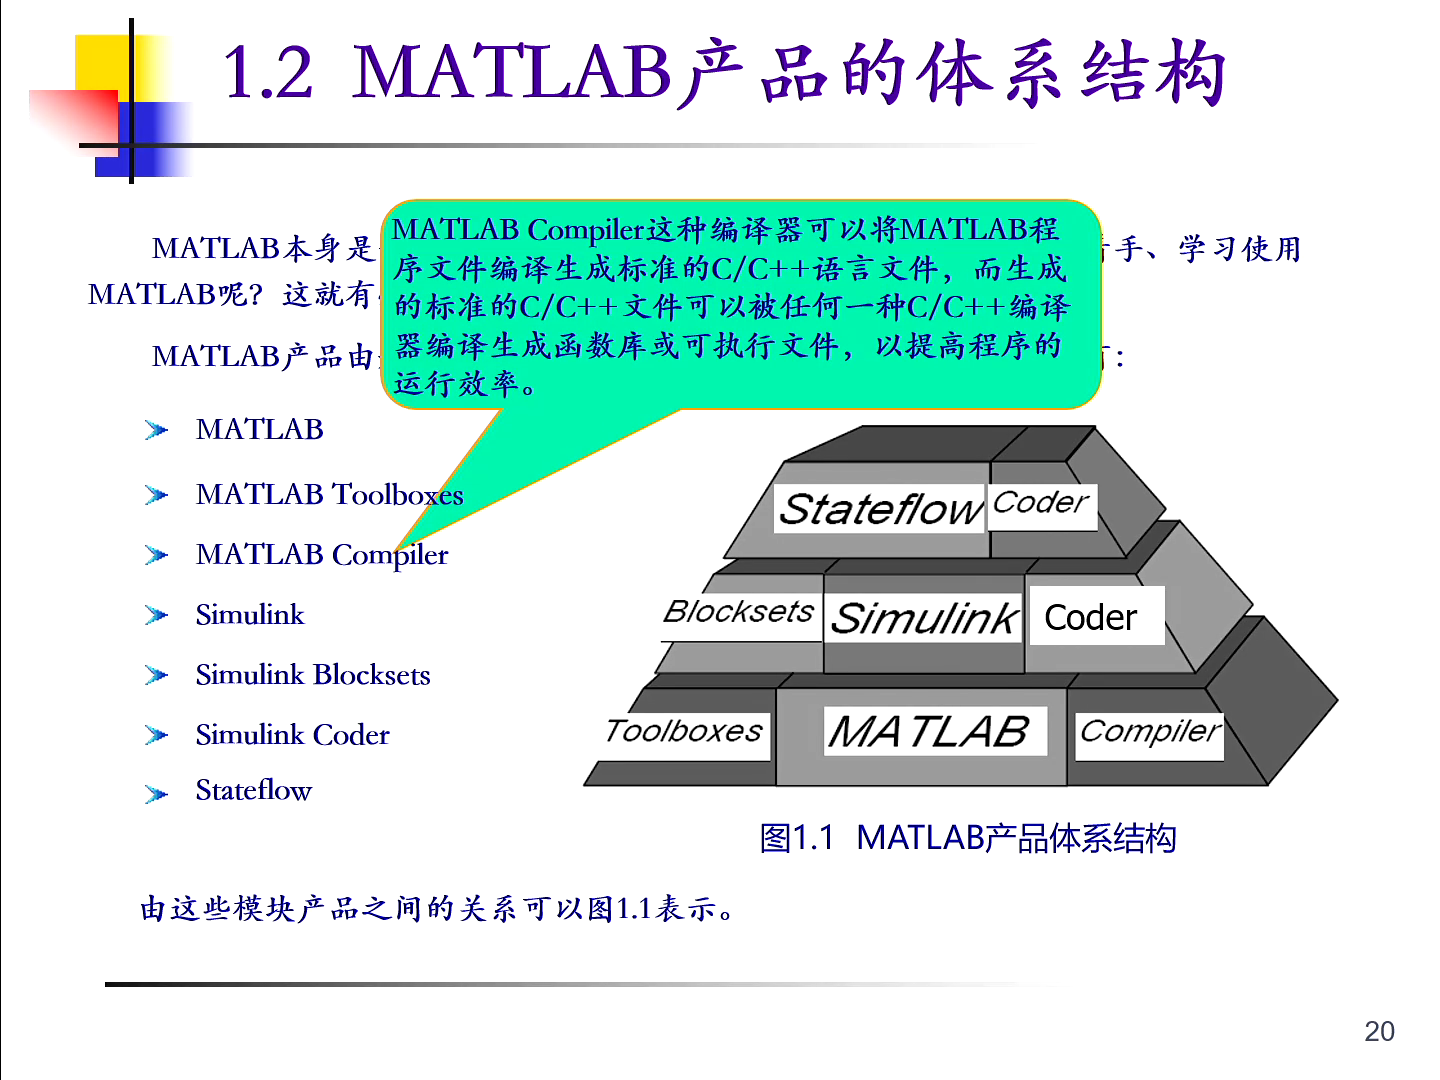 1.2 MATLAB产品的体系结构
MATLAB Compiler这种编译器可以将MATLAB程
序文件编译生成标准的C/C++语言文件，而生成
的标准的C/C++文件可以被任何一种C/C++编译
器编译生成函数库或可执行文件，以提高程序的
运行效率。
MATLAB本身是 手、学习使用
MATLAB呢？这就有
MATLAB产品由
MATLAB
MATLAB Toolboxes
MATLAB Compiler
Simulink
Simulink Blocksets
Simulink Coder
Stateflow
Stateflow Coder
Blocksets Simulink Coder
Toolboxes MATLAB Compiler
图1.1 MATLAB产品体系结构
由这些模块产品之间的关系可以图1.1表示。
20